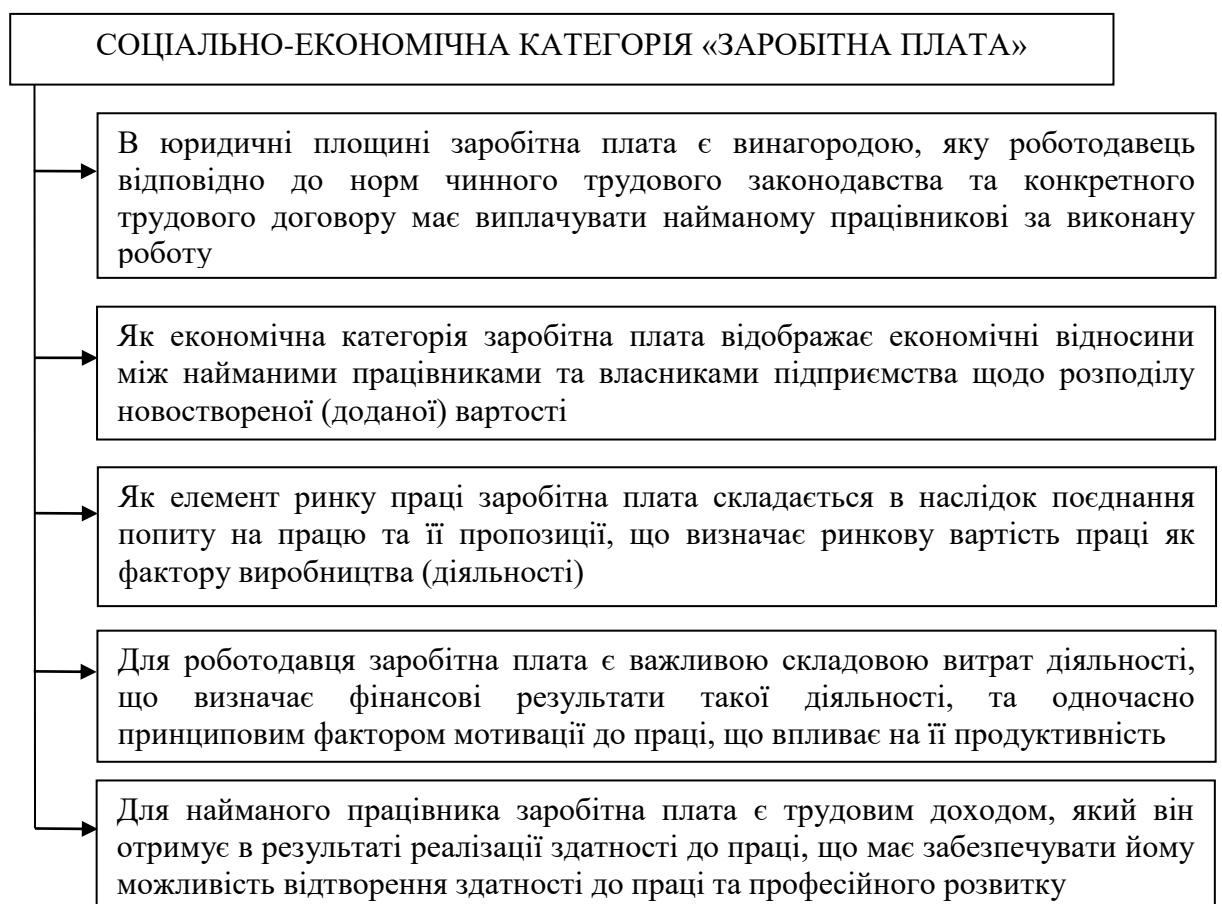 СОЦІАЛЬНО-ЕКОНОМІЧНА КАТЕГОРІЯ «ЗАРОБІТНА ПЛАТА»
В юридичні площині заробітна плата є винагородою, яку роботодавець
відповідно до норм чинного трудового законодавства та конкретного
трудового договору має виплачувати найманому працівникові за виконану
роботу
Як економічна категорія заробітна плата відображає економічні відносини
між найманими працівниками та власниками підприємства щодо розподілу
новоствореної (доданої) вартості
Як елемент ринку праці заробітна плата складається в наслідок поєднання
попиту на працю та її пропозиції, що визначає ринкову вартість праці як
фактору виробництва (діяльності)
Для роботодавця заробітна плата є важливою складовою витрат діяльності,
що визначає фінансові результати такої діяльності, та одночасно
принциповим фактором мотивації до праці, що впливає на її продуктивність
Для найманого працівника заробітна плата є трудовим доходом, який він
отримує в результаті реалізації здатності до праці, що має забезпечувати йому
можливість відтворення здатності до праці та професійного розвитку